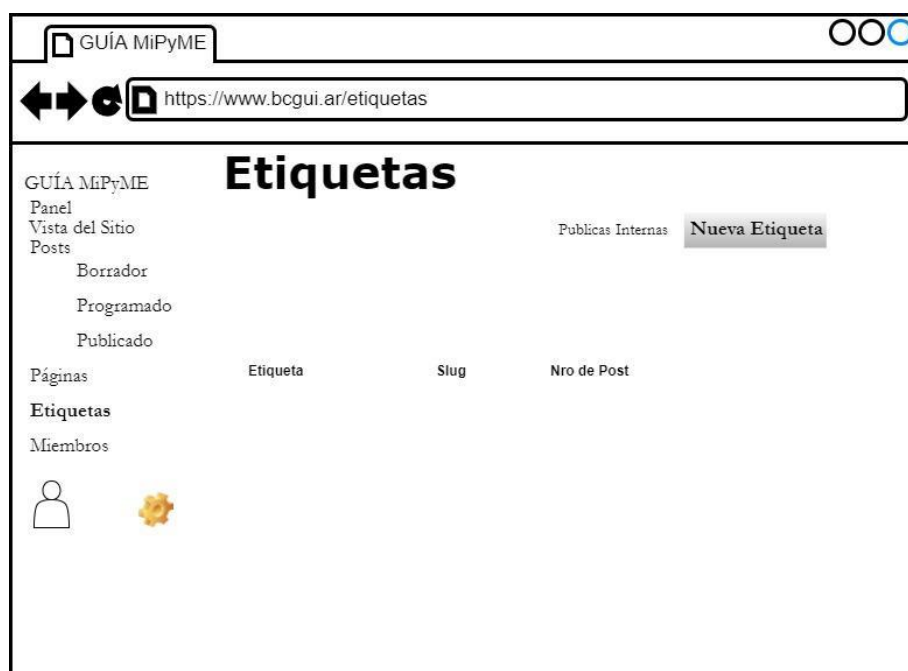 GUÍA MiPyME
https://www.bcgui.ar/etiquetas
Etiquetas
GUÍA MiPyME
Panel
Vista del Sitio
Posts
Borrador
Programado
Publicado
Páginas
Etiquetas
Miembros
Publicas Internas
Nueva Etiqueta
Etiqueta Slug Nro de Post